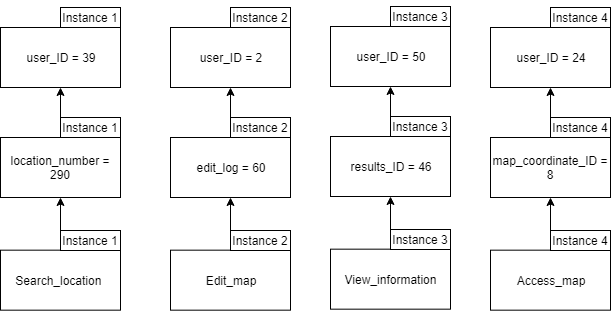 Instance 1
Instance 2
Instance 3
Instance 4
user_ID = 39
user_ID = 2
user_ID = 50
user_ID = 24
Instance 1
Instance 2
Instance 3
Instance 4
location_number =
290
edit_log = 60
results_ID = 46
map_coordinate_ID =
8
Instance 1
Instance 2
Instance 3
Instance 4
Search_location
Edit_map
View_information
Access_map